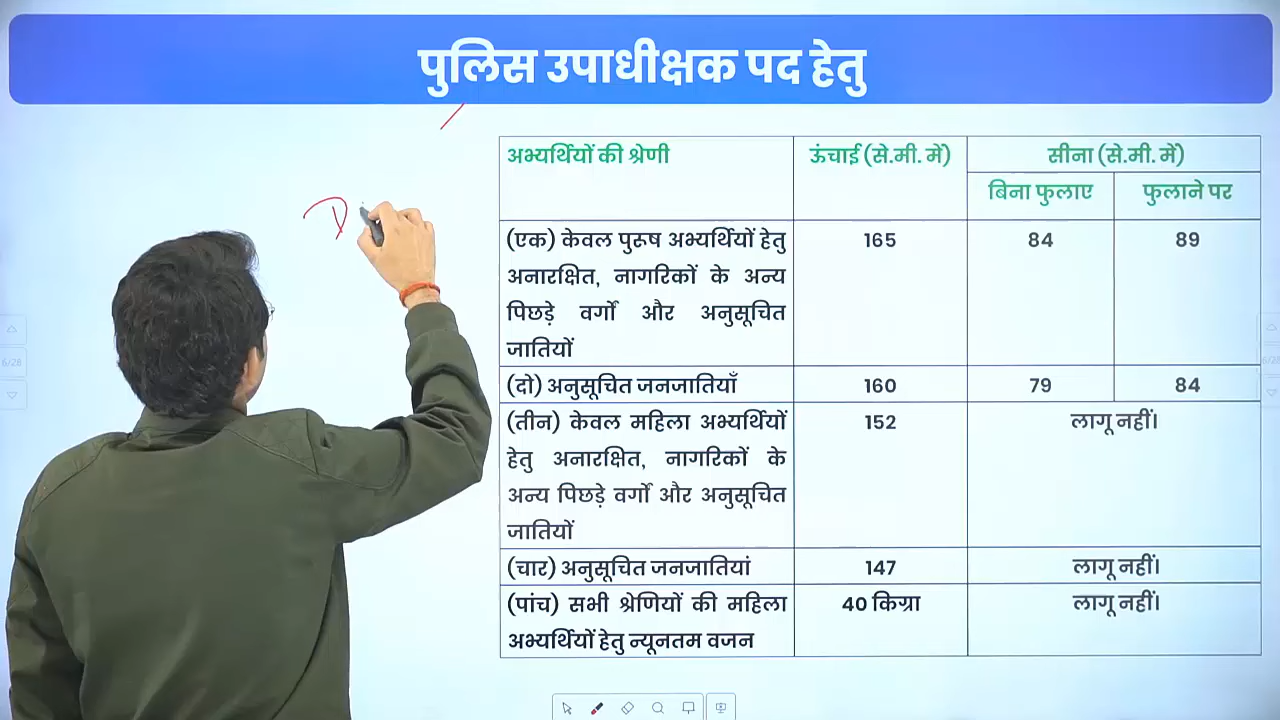 पुलिस उपाधीक्षक पद हेतु
अभ्यर्थियों की श्रेणी
ऊंचाई (से.मी. में)
सीना (से.मी. में)
बिना फुलाए
फुलाने पर
(एक) केवल पुरूष अभ्यर्थियों हेतु
अनारक्षित, नागरिकों के अन्य
पिछड़े वर्गों और अनुसूचित
जातियों
165
84
89
(दो) अनुसूचित जनजातियाँ
160
79
84
(तीन) केवल महिला अभ्यर्थियों
हेतु अनारक्षित, नागरिकों के
अन्य पिछड़े वर्गों और अनुसूचित
जातियों
152
लागू नहीं।
(चार) अनुसूचित जनजातियां
147
लागू नहीं।
(पांच) सभी श्रेणियों की महिला
अभ्यर्थियों हेतु न्यूनतम वजन
40 किग्रा
लागू नहीं।
6/28